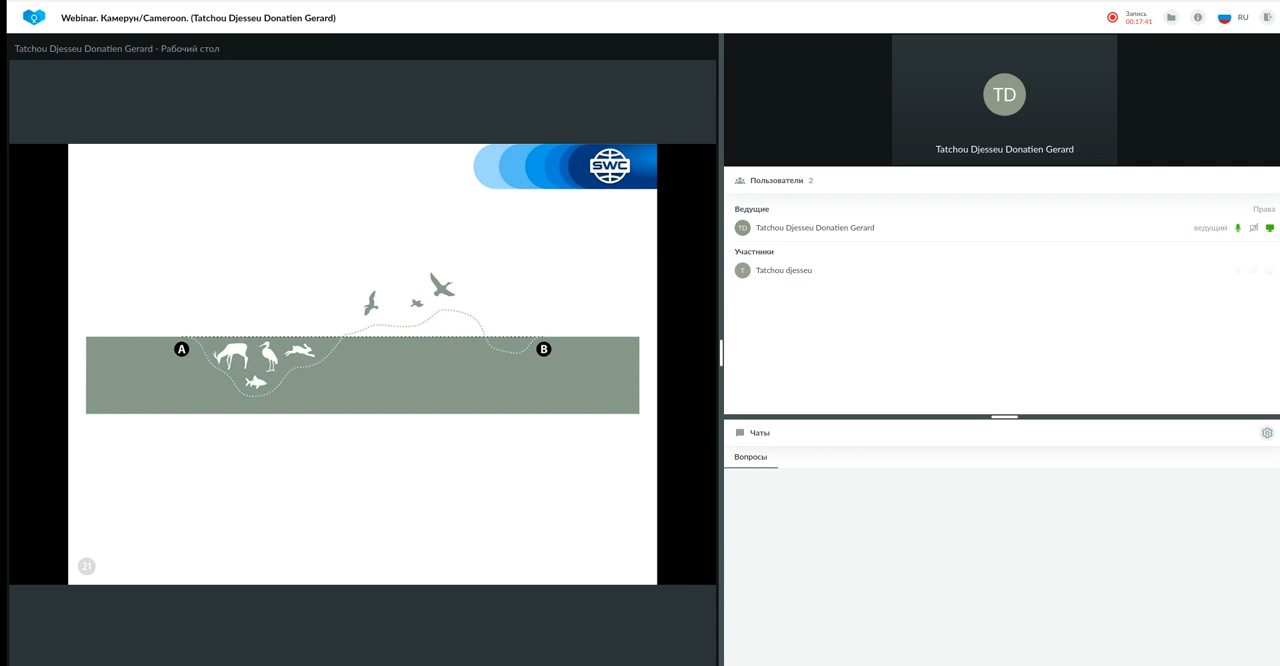 Webinar. Камерун/Cameroon. (Tatchou Djesseu Donatien Gerard)
Запись
00:17:41
RU
Tatchou Djesseu Donatien Gerard - Рабочий стол
SWC
A
B
21
TD
Tatchou Djesseu Donatien Gerard
Пользователи 2
Ведущие Права
TD Tatchou Djesseu Donatien Gerard ведущий
Участники
T Tatchou djesseu
Чаты
Вопросы